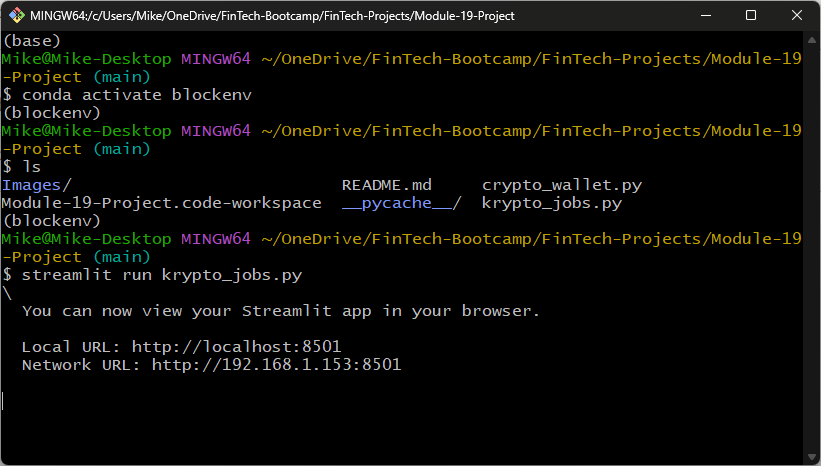 MINGW64:/c/Users/Mike/OneDrive/FinTech-Bootcamp/FinTech-Projects/Module-19-Project
(base)
Mike@Mike-Desktop MINGW64 ~/OneDrive/FinTech-Bootcamp/FinTech-Projects/Module-19
-Project (main)
$ conda activate blockenv
(blockenv)
Mike@Mike-Desktop MINGW64 ~/OneDrive/FinTech-Bootcamp/FinTech-Projects/Module-19
-Project (main)
$ ls
Images/                           README.md     crypto_wallet.py
Module-19-Project.code-workspace  __pycache__/  krypto_jobs.py
(blockenv)
Mike@Mike-Desktop MINGW64 ~/OneDrive/FinTech-Bootcamp/FinTech-Projects/Module-19
-Project (main)
$ streamlit run krypto_jobs.py
\
  You can now view your Streamlit app in your browser.
  Local URL: http://localhost:8501
  Network URL: http://192.168.1.153:8501